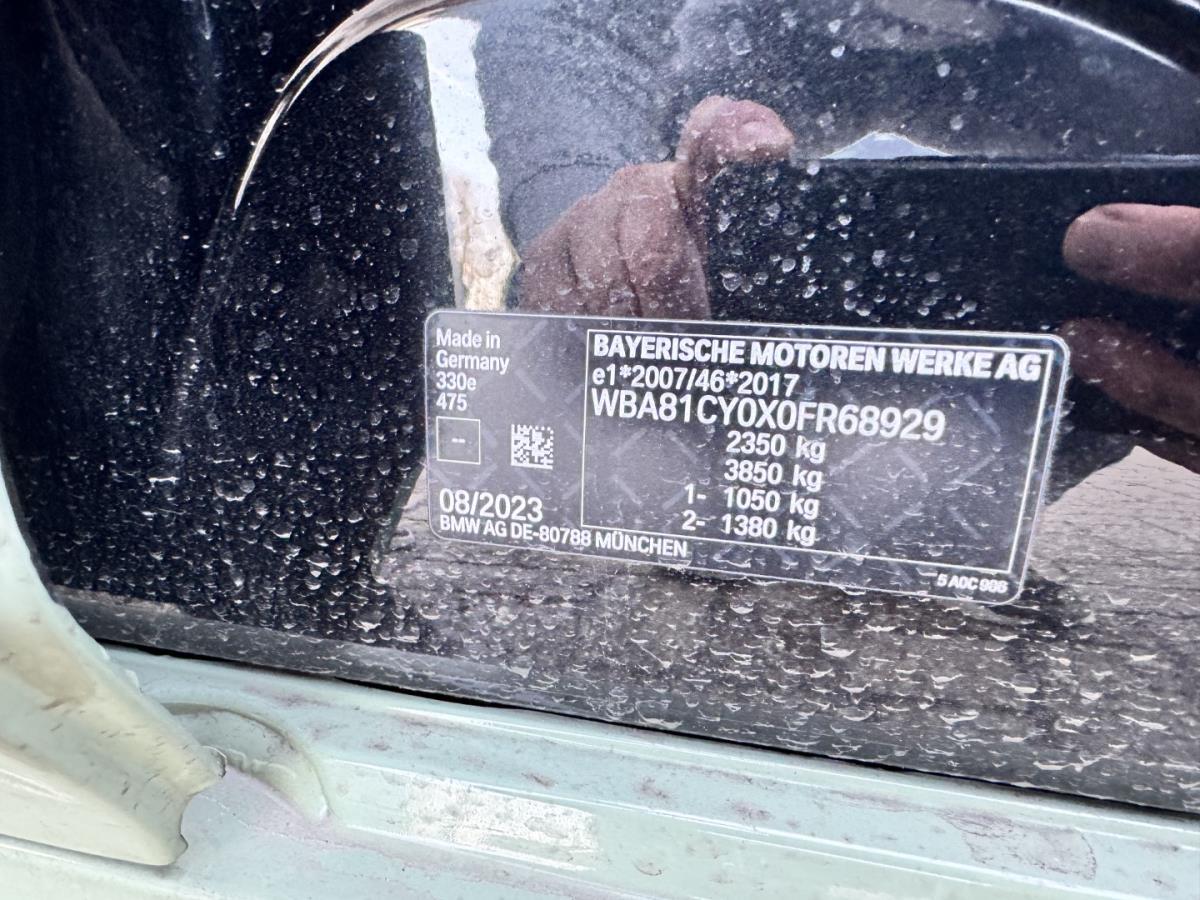 Made in
Germany
330e
475
--
08/2023
BMW AG DE-80788 MÜNCHEN
BAYERISCHE MOTOREN WERKE AG
e1*2007/46*2017
WBA81CY0X0FR68929
2350 kg
3850 kg
1- 1050 kg
2- 1380 kg
5 A0C 986